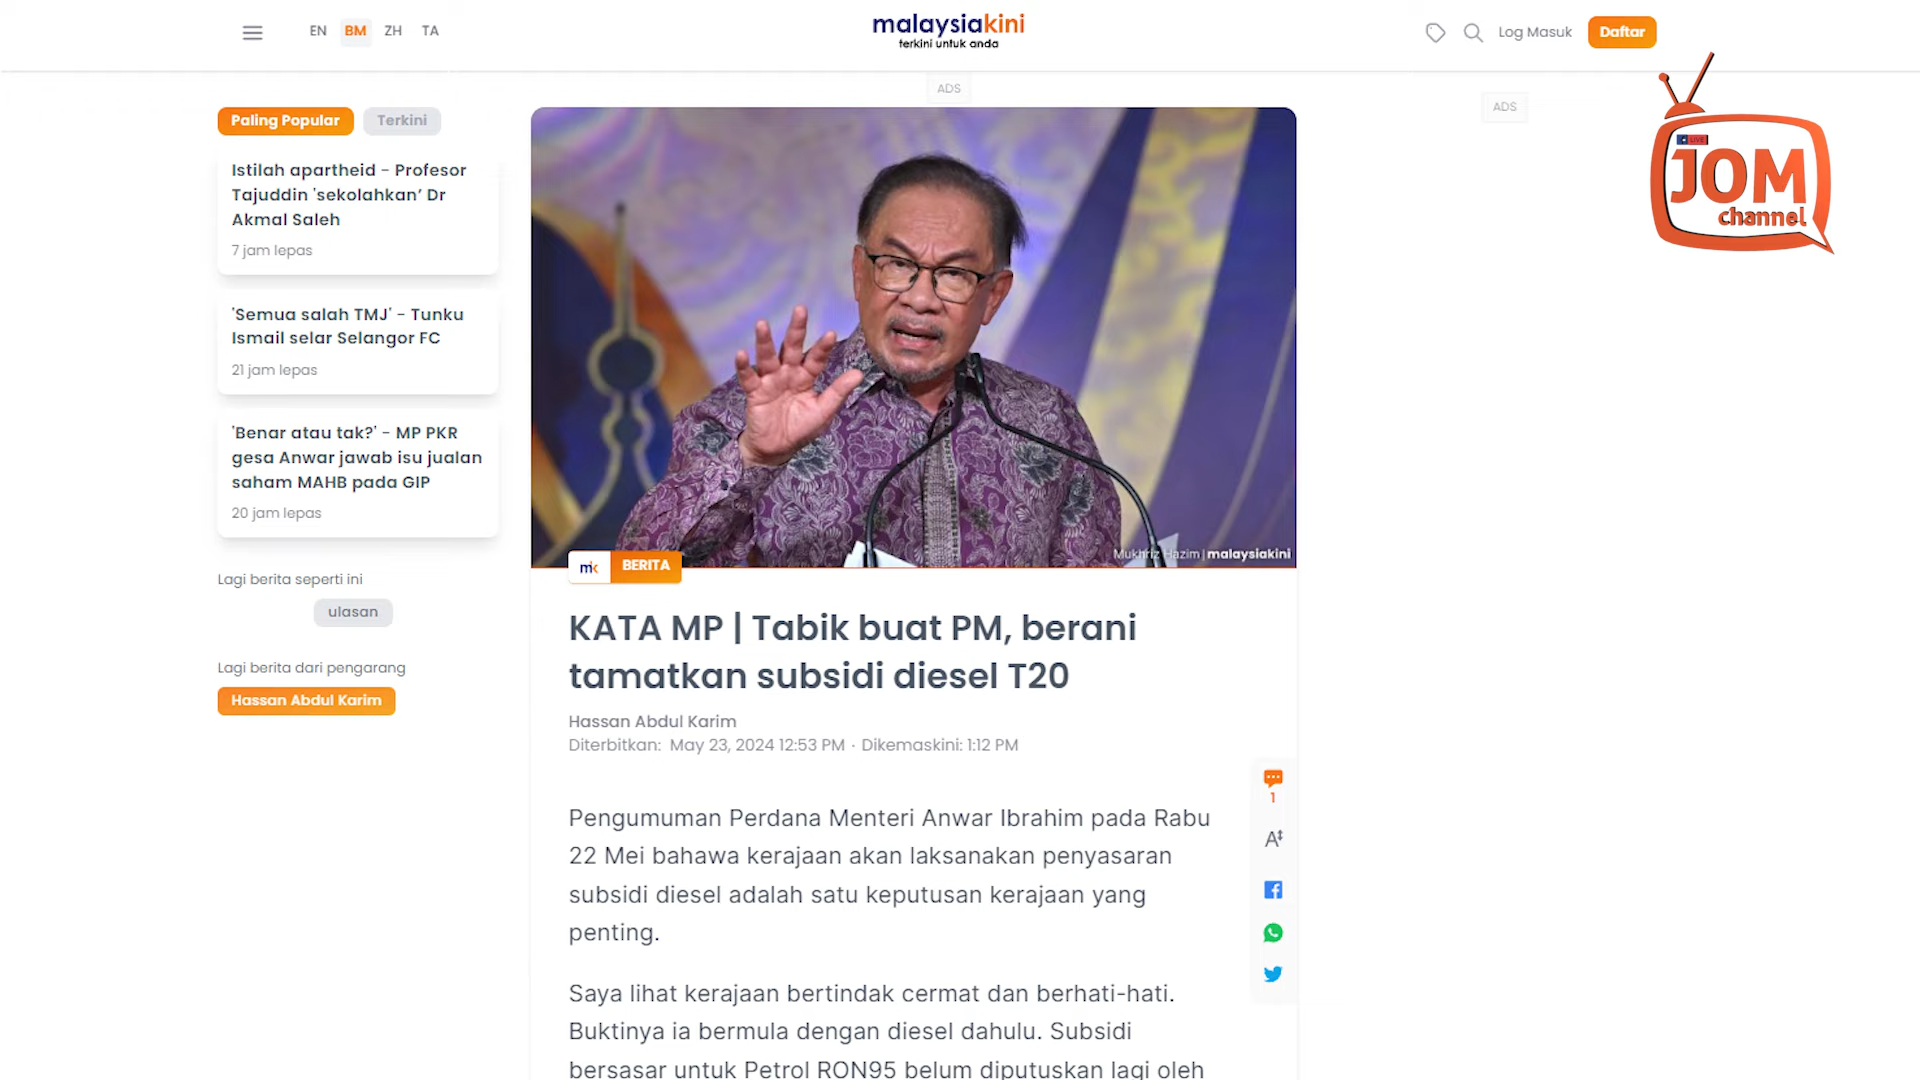 EN BM ZH TA
malaysiakini
terkini untuk anda
Log Masuk
Daftar
ADS
ADS
LIVE
JOM
channel
Paling Popular
Terkini
Istilah apartheid - Profesor
Tajuddin 'sekolahkan’ Dr
Akmal Saleh
7 jam lepas
'Semua salah TMJ' - Tunku
Ismail selar Selangor FC
21 jam lepas
'Benar atau tak?' - MP PKR
gesa Anwar jawab isu jualan
saham MAHB pada GIP
20 jam lepas
Lagi berita seperti ini
ulasan
Lagi berita dari pengarang
Hassan Abdul Karim
Mukhriz Hazim | malaysiakini
mk BERITA
KATA MP | Tabik buat PM, berani
tamatkan subsidi diesel T20
Hassan Abdul Karim
Diterbitkan: May 23, 2024 12:53 PM · Dikemaskini: 1:12 PM
1
Pengumuman Perdana Menteri Anwar Ibrahim pada Rabu
22 Mei bahawa kerajaan akan laksanakan penyasaran
subsidi diesel adalah satu keputusan kerajaan yang
penting.
Saya lihat kerajaan bertindak cermat dan berhati-hati.
Buktinya ia bermula dengan diesel dahulu. Subsidi
bersasar untuk Petrol RON95 belum diputuskan lagi oleh